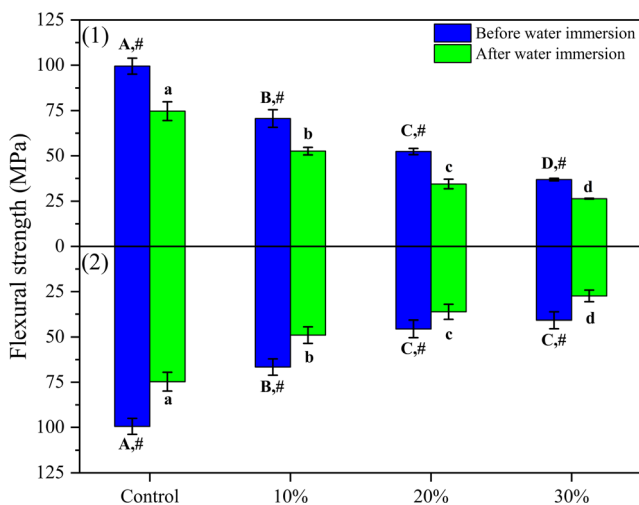 (1)
Before water immersion
After water immersion
Flexural strength (MPa)
125
100
75
50
25
0
25
50
75
100
125
A,#
a
B,#
b
C,#
c
D,#
d
(2)
A,#
a
B,#
b
C,#
c
C,#
d
Control 10% 20% 30%